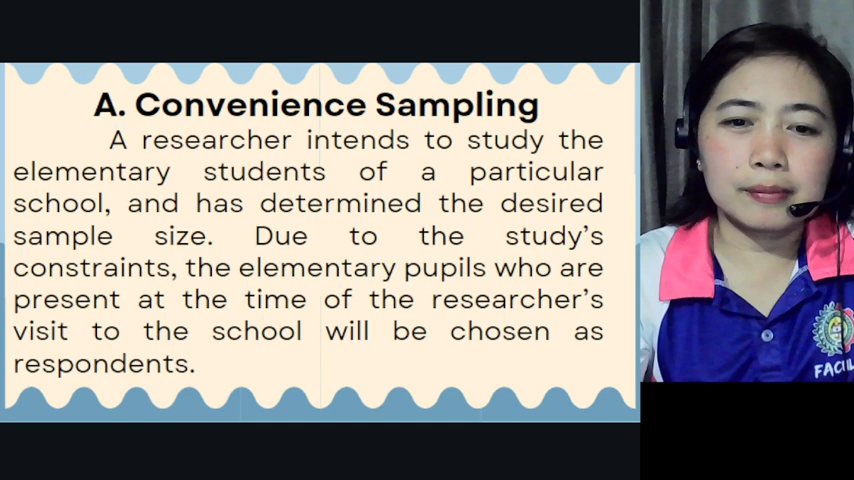 A. Convenience Sampling
A researcher intends to study the
elementary students of a particular
school, and has determined the desired
sample size. Due to the study’s
constraints, the elementary pupils who are
present at the time of the researcher’s
visit to the school will be chosen as
respondents.